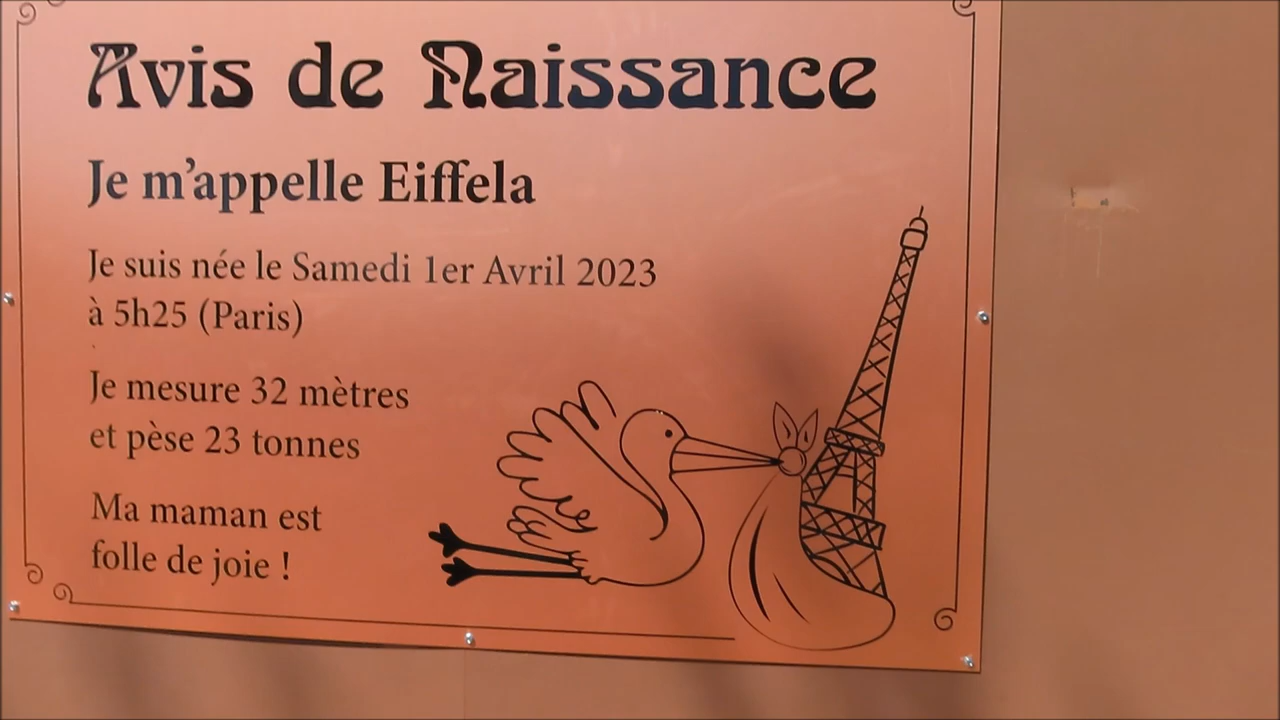 Avis de Naissance
Je m'appelle Eiffela
Je suis née le Samedi 1er Avril 2023
à 5h25 (Paris)
Je mesure 32 mètres
et pèse 23 tonnes
Ma maman est
folle de joie !